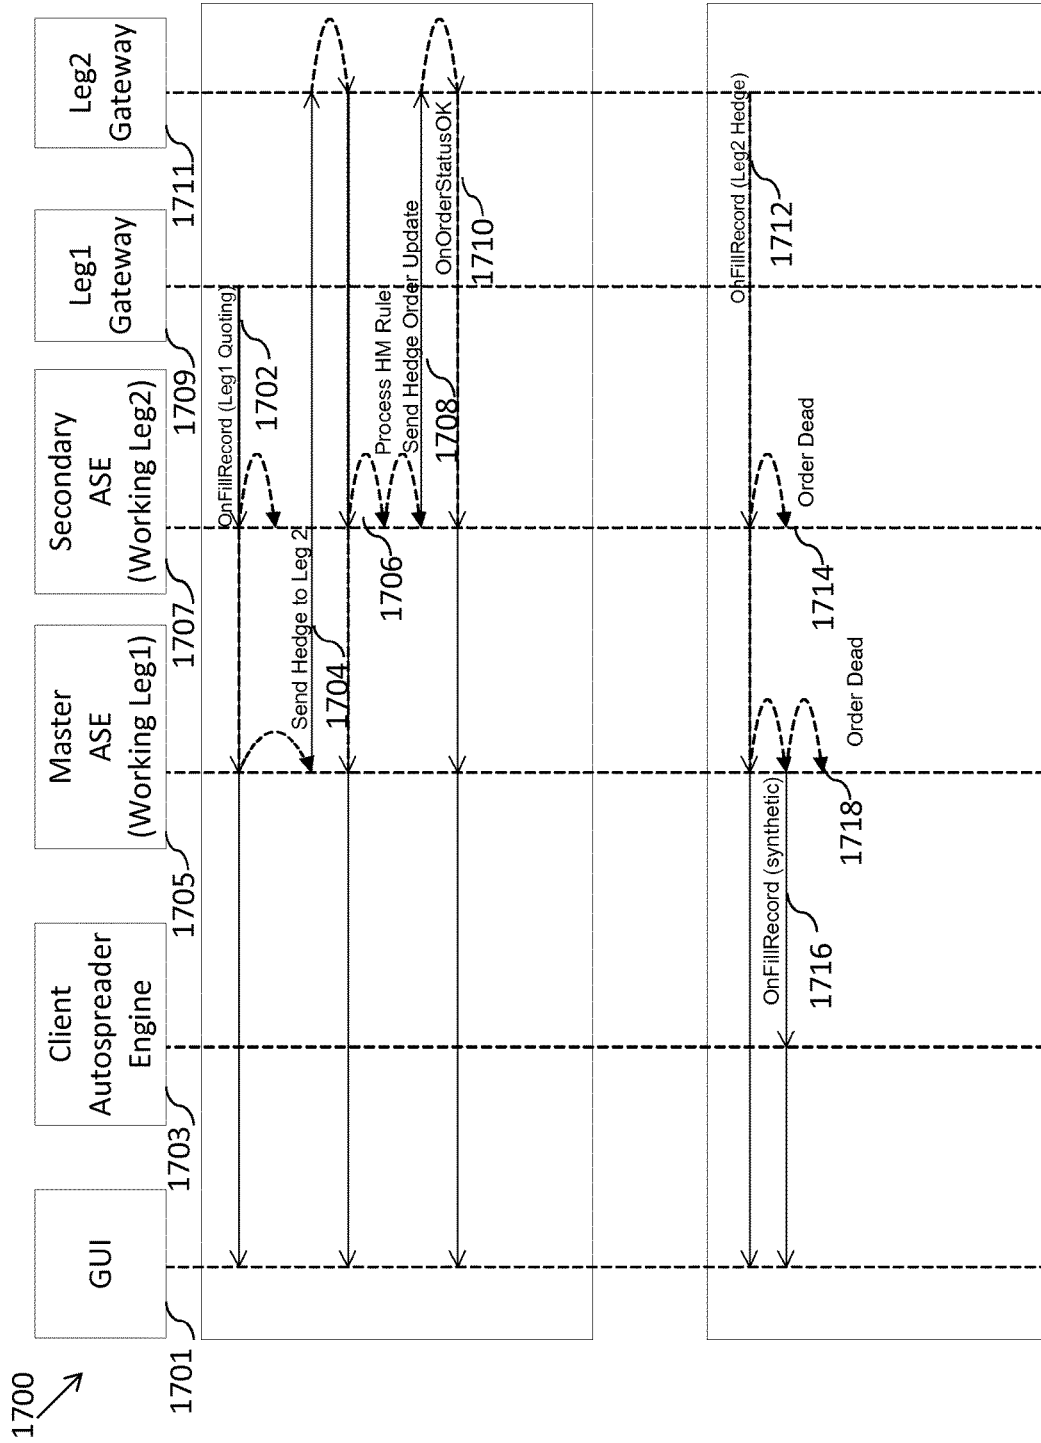 1700
GUI
1701
Client
Autospreader
Engine
1703
Master
ASE
(Working Leg1)
1705
Secondary
ASE
(Working Leg2)
1707
Leg1
Gateway
1709
Leg2
Gateway
1711
OnFillRecord (Leg1 Quoting)
1702
Send Hedge to Leg 2
1704
1706
Process HM Rule
Send Hedge Order Update
1708
OnOrderStatusOK
1710
OnFillRecord (Leg2 Hedge)
1712
Order Dead
1714
OnFillRecord (synthetic)
1716
Order Dead
1718